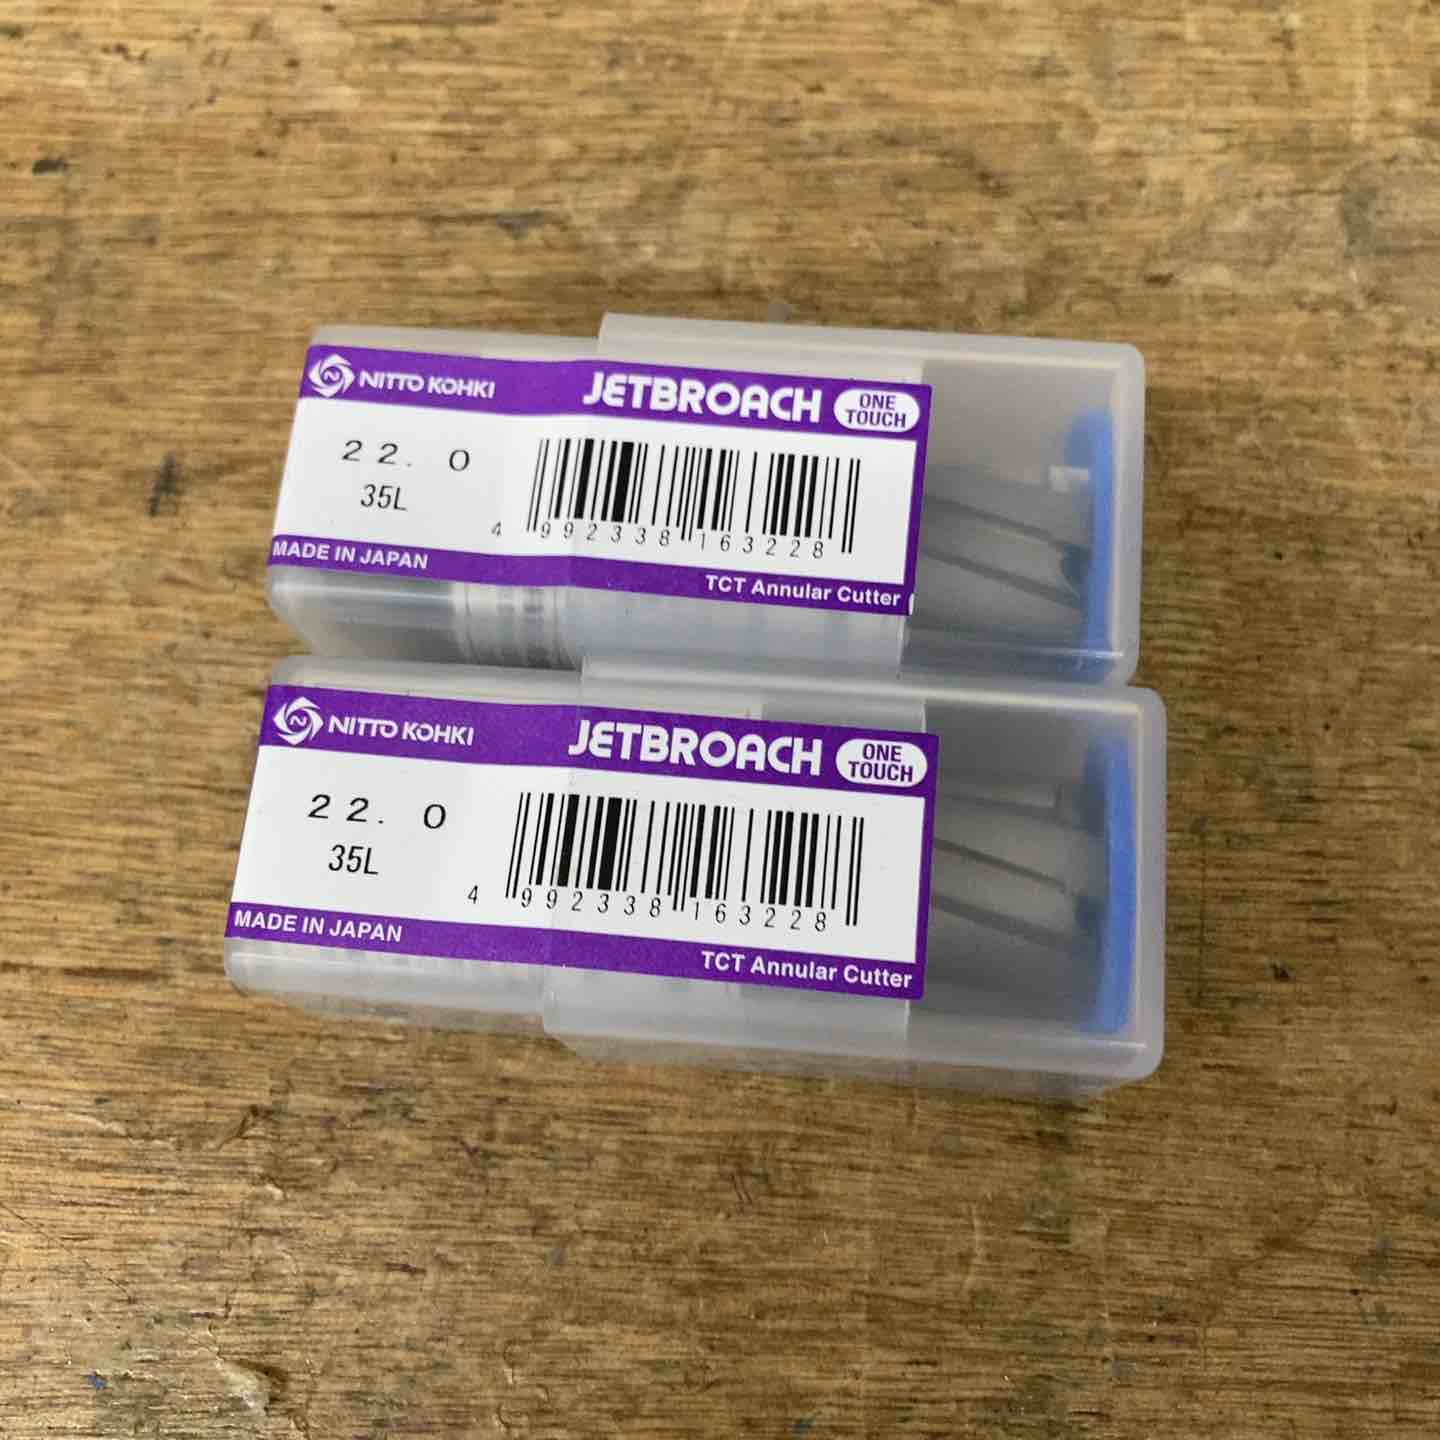 NITTO KOHKI JETBROACH ONE TOUCH
22.0
35L
4 992338 163228
MADE IN JAPAN
TCT Annular Cutter
NITTO KOHKI JETBROACH ONE TOUCH
22.0
35L
4 992338 163228
MADE IN JAPAN
TCT Annular Cutter